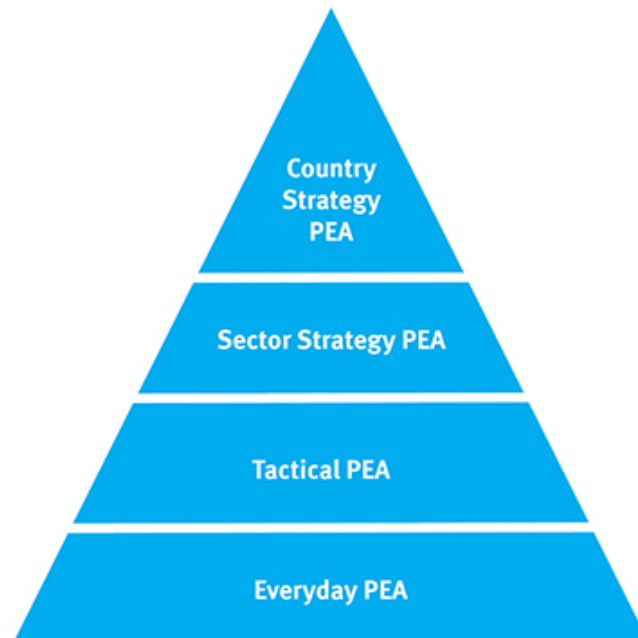 Country
Strategy
PEA
Sector Strategy PEA
Tactical PEA
Everyday PEA